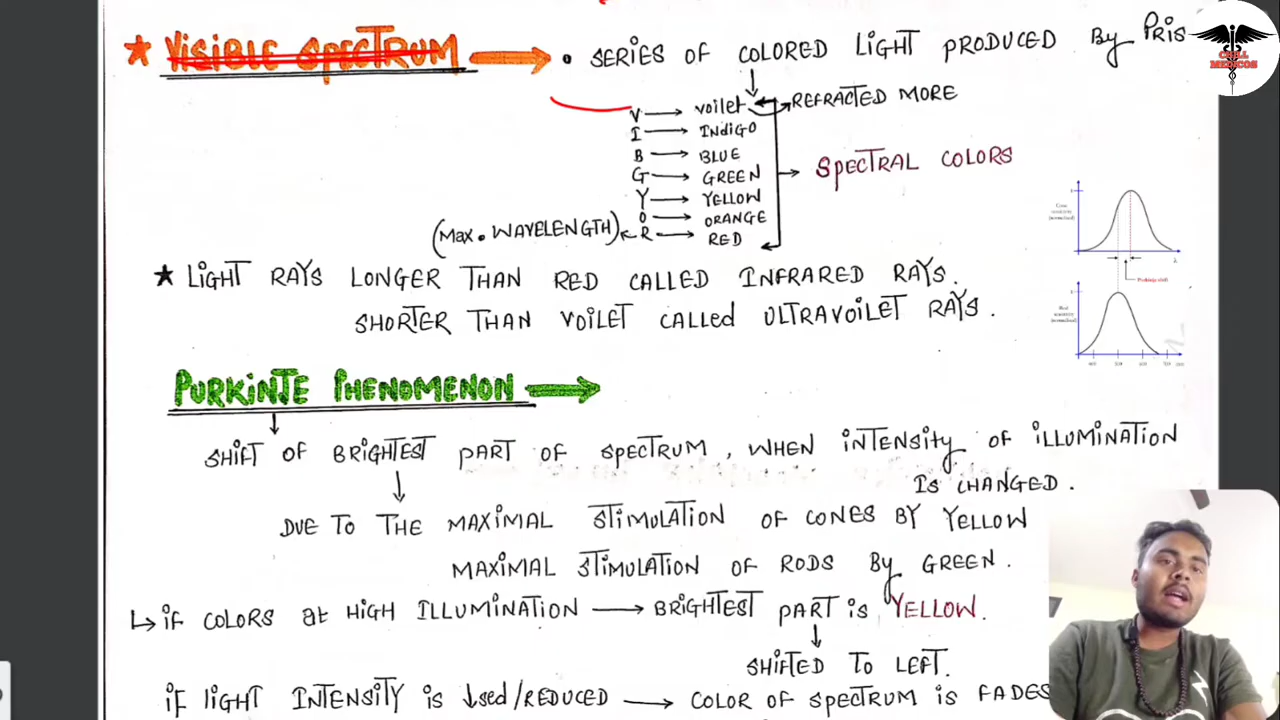 ★ VISIBLE SPECTRUM → • SERIES OF COLORED LIGHT PRODUCED By PRIS
CHILL MEDICOS
V → VOILET → REFRACTED MORE
I → INDIGO
B → BLUE
G → GREEN
Y → YELLOW
O → ORANGE
(MAX. WAVELENGTH) ← R → RED
→ SPECTRAL COLORS
★ LIGHT RAYS LONGER THAN RED CALLED INFRARED RAYS.
SHORTER THAN VOILET CALLED ULTRAVOILET RAYS.
Purkinje shift
PURKINJE PHENOMENON →
SHIFT OF BRIGHTEST PART OF SPECTRUM, WHEN INTENSITY OF ILLUMINATION
IS CHANGED.
DUE TO THE MAXIMAL STIMULATION OF CONES BY YELLOW
MAXIMAL STIMULATION OF RODS By GREEN.
↳ IF COLORS at HIGH ILLUMINATION → BRIGHTEST PART IS YELLOW.
SHIFTED TO LEFT.
IF LIGHT INTENSITY IS ↓sed/REDUCED → COLOR OF SPECTRUM IS FADES